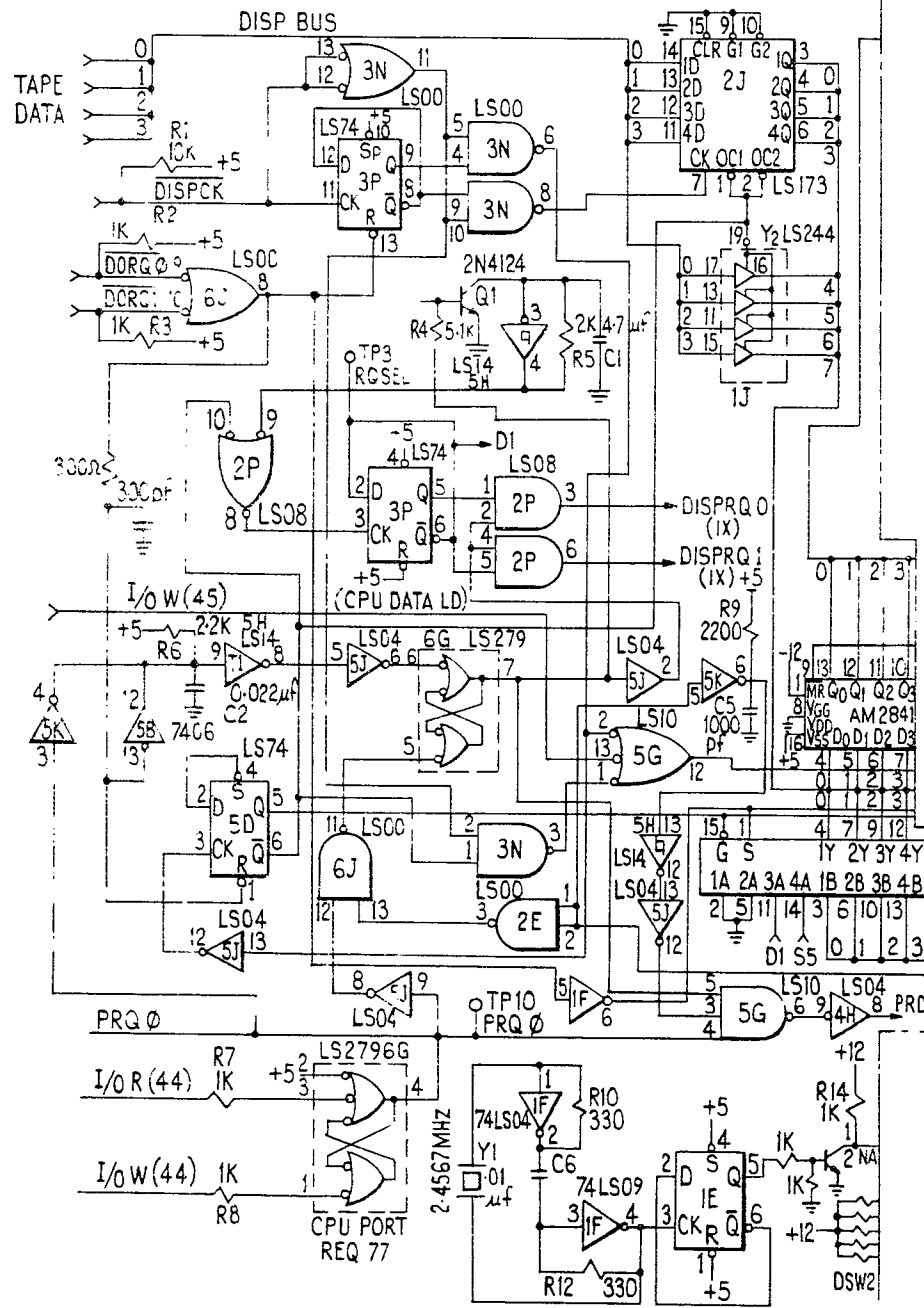 DISP BUS
TAPE
DATA
0
1
2
3
R1
10K
+5
DISPCK
R2
1K
+5
DORQ0
LS00
8
6J
1K R3
+5
13
12
3N
11
LS00
LS74
+5
10
12
D
SP
Q
9
3P
11
CK
Q
8
R
13
LS00
5
4
3N
6
9
10
3N
8
0
1
2
3
15
9
10
CLR
G1
G2
14
13
12
11
1D
2D
3D
4D
2J
1Q
2Q
3Q
4Q
3
4
5
6
0
1
2
3
CK
OC1
OC2
7
1
2
LS173
19
Y2
LS244
0
1
2
3
17
13
11
15
16
4
5
6
7
1J
2N4124
Q1
R4
5.1K
3
4
LS14
5H
2K
R5
4.7 µf
C1
TP3
RQSEL
10
9
2P
8
LS08
300Ω
300pF
4
LS74
2
D
Q
5
3P
3
CK
Q
6
R
+5
(CPU DATA LD)
D1
LS08
1
2
2P
3
4
5
2P
6
DISPRQ 0
(IX)
DISPRQ 1
(IX)
+5
R9
2200
I/O W(45)
+5
2.2K
R6
5H
LS14
9
8
0.022µf
C2
LS04
5
5J
6
6G
LS279
6
7
5
LS04
5J
2
5
5K
6
C5
1000
Pf
4
5K
3
12
5B
13
7406
LS74
4
S
2
D
Q
5
5D
3
CK
Q
6
R
1
LS04
12
5J
13
LS10
2
13
1
5G
12
LS00
11
6J
12
13
2
1
3N
3
LS00
3
2E
1
2
5H
13
LS14
12
LS04
13
5J
12
0
1
2
3
-12
9
13
12
11
10
MR
Q0
Q1
Q2
Q3
1
8
VGG
VDD
AM2841
16
VSS
D0
D1
D2
D3
+5
4
5
6
7
0
1
2
3
0
1
2
3
15
1
4
7
9
12
G
S
1Y
2Y
3Y
4Y
1A
2A
3A
4A
1B
2B
3B
4B
2
5
11
14
3
6
10
13
D1
S5
0
1
2
3
8
9
LS04
TP10
PRQ 0
5
1F
6
LS10
5
3
4
5G
6
LS04
9
4H
8
PRQ 0
LS279
6G
+5
2
3
4
1
I/O R(44)
R7
1K
I/O W(44)
1K
R8
CPU PORT
REQ 77
2.4567MHZ
Y1
.01
µf
1
1F
2
74LS04
R10
330
C6
74LS09
3
1F
4
R12
330
+5
4
S
2
D
Q
5
1E
3
CK
Q
6
R
1
+5
1K
1K
+12
R14
1K
1
2
NA
+12
DSW2